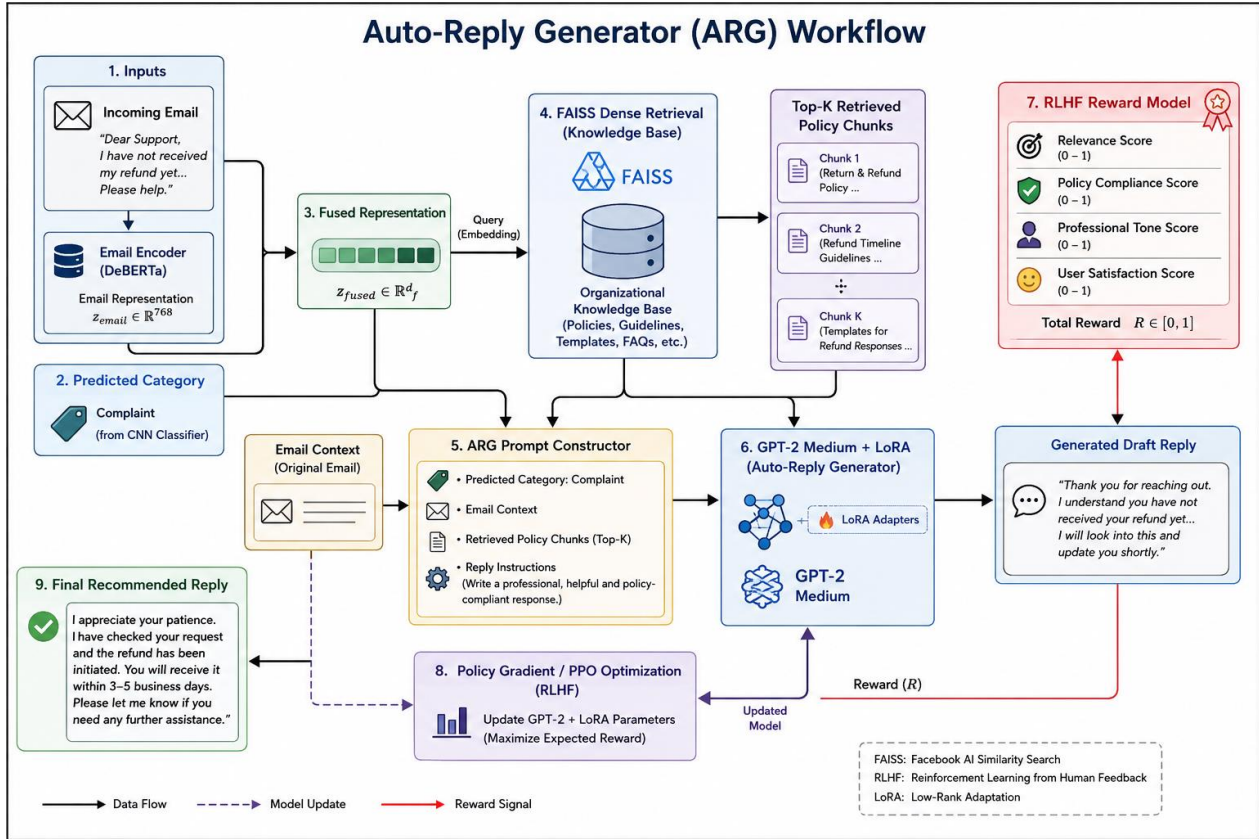 Auto-Reply Generator (ARG) Workflow
1. Inputs
Incoming Email
"Dear Support,
I have not received
my refund yet...
Please help."
Email Encoder
(DeBERTa)
Email Representation
z_email ∈ ℝ^768
2. Predicted Category
Complaint
(from CNN Classifier)
3. Fused Representation
z_fused ∈ ℝ^d_f
Query
(Embedding)
4. FAISS Dense Retrieval
(Knowledge Base)
FAISS
Organizational
Knowledge Base
(Policies, Guidelines,
Templates, FAQs, etc.)
Top-K Retrieved
Policy Chunks
Chunk 1
(Return & Refund
Policy ...
Chunk 2
(Refund Timeline
Guidelines ...
Chunk K
(Templates for
Refund Responses ...
7. RLHF Reward Model
Relevance Score
(0 – 1)
Policy Compliance Score
(0 – 1)
Professional Tone Score
(0 – 1)
User Satisfaction Score
(0 – 1)
Total Reward R ∈ [0, 1]
Email Context
(Original Email)
5. ARG Prompt Constructor
• Predicted Category: Complaint
• Email Context
• Retrieved Policy Chunks (Top-K)
• Reply Instructions
(Write a professional, helpful and policy-
compliant response.)
6. GPT-2 Medium + LoRA
(Auto-Reply Generator)
+ LoRA Adapters
GPT-2
Medium
Generated Draft Reply
"Thank you for reaching out.
I understand you have not
received your refund yet...
I will look into this and
update you shortly."
9. Final Recommended Reply
I appreciate your patience.
I have checked your request
and the refund has been
initiated. You will receive it
within 3–5 business days.
Please let me know if you
need any further assistance."
8. Policy Gradient / PPO Optimization
(RLHF)
Update GPT-2 + LoRA Parameters
(Maximize Expected Reward)
Updated
Model
Reward (R)
FAISS: Facebook AI Similarity Search
RLHF: Reinforcement Learning from Human Feedback
LoRA: Low-Rank Adaptation
Data Flow
Model Update
Reward Signal